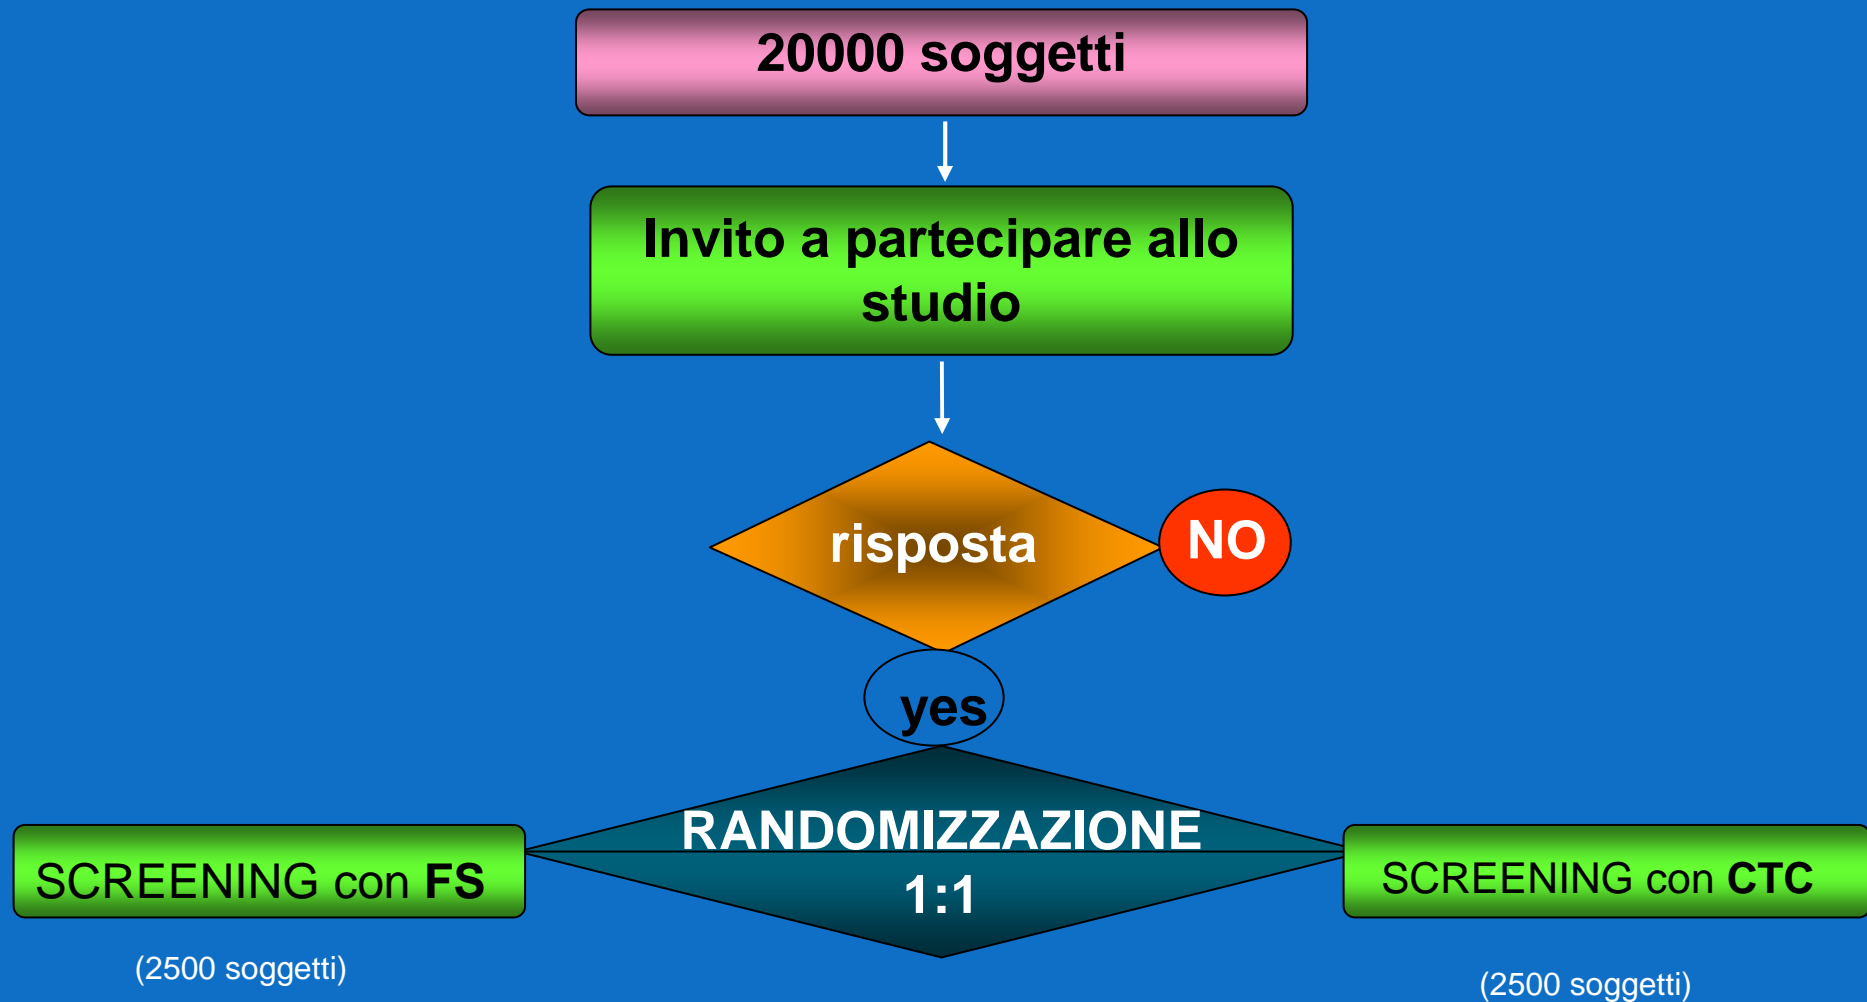 20000 soggetti
Invito a partecipare allo
studio
risposta
NO
yes
RANDOMIZZAZIONE
1:1
SCREENING con FS
SCREENING con CTC
(2500 soggetti)
(2500 soggetti)